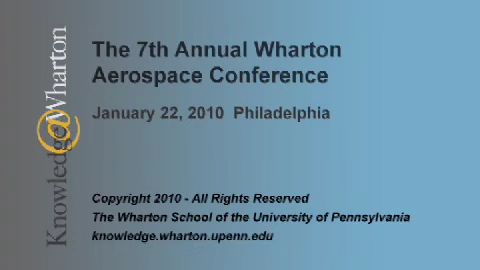 Knowledge@Wharton
The 7th Annual Wharton
Aerospace Conference
January 22, 2010 Philadelphia
Copyright 2010 - All Rights Reserved
The Wharton School of the University of Pennsylvania
knowledge.wharton.upenn.edu